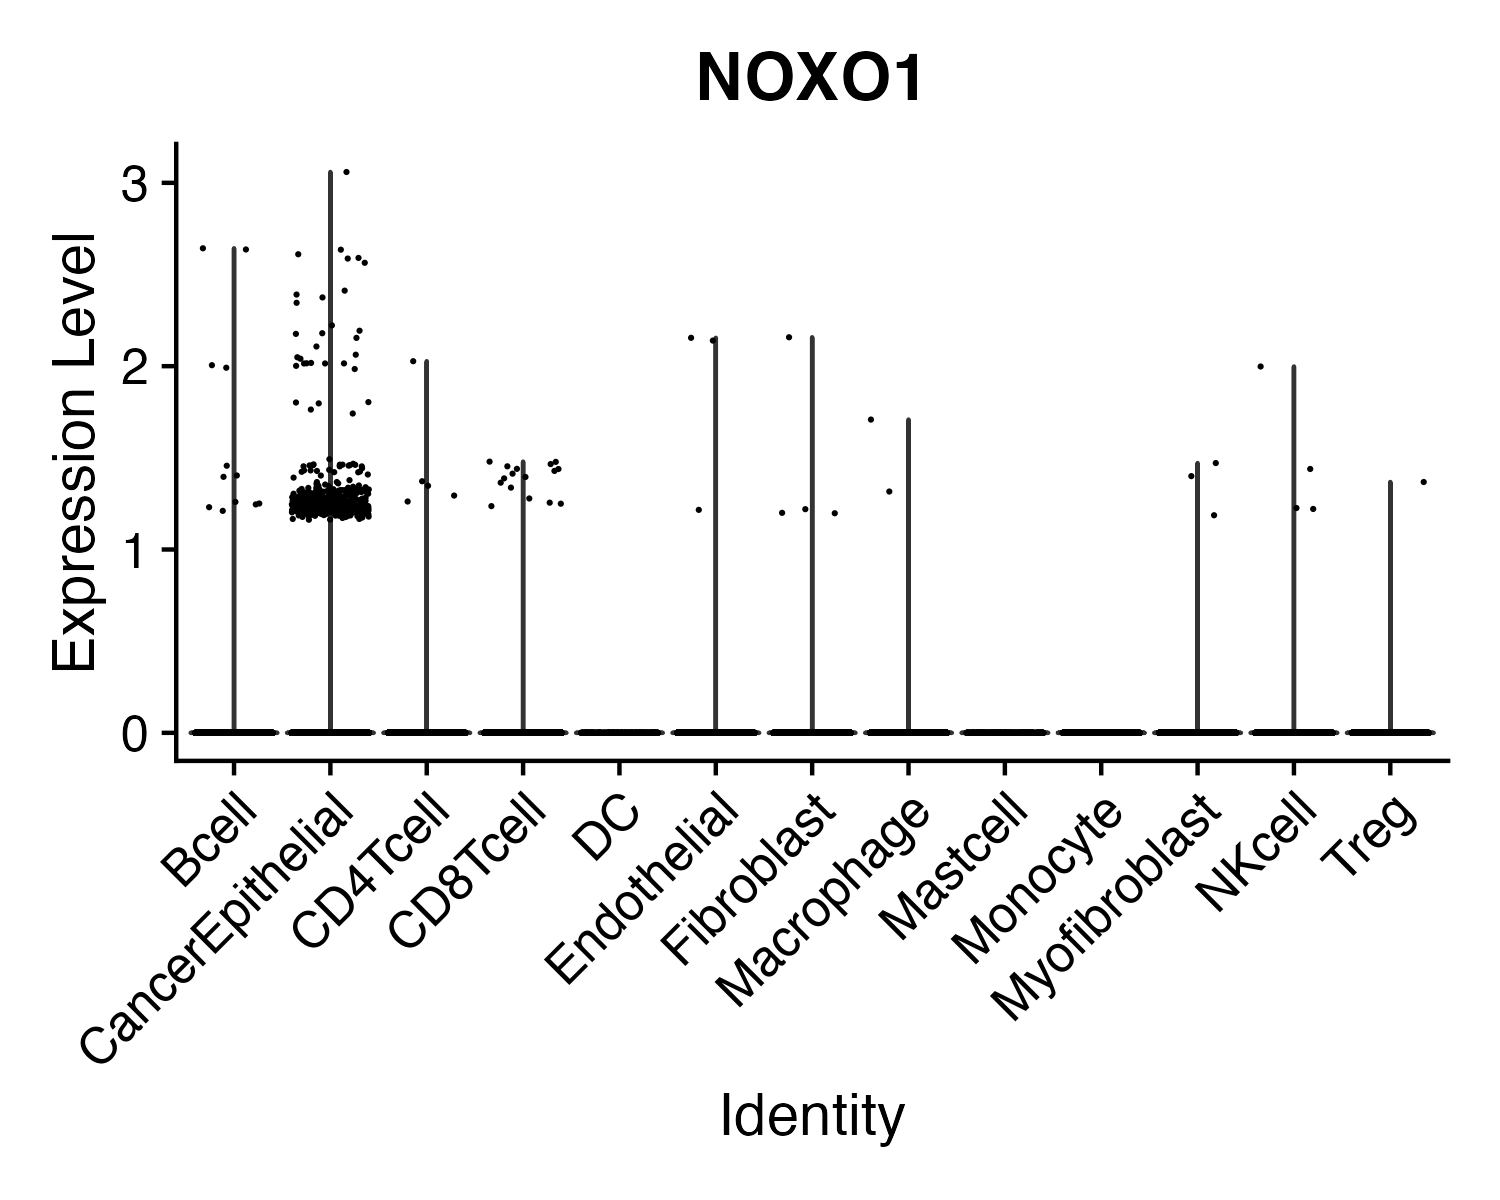 NOXO1
Expression Level
3
2
1
0
Bcell
CancerEpithelial
CD4Tcell
CD8Tcell
DC
Endothelial
Fibroblast
Macrophage
Mastcell
Monocyte
Myofibroblast
NKcell
Treg
Identity